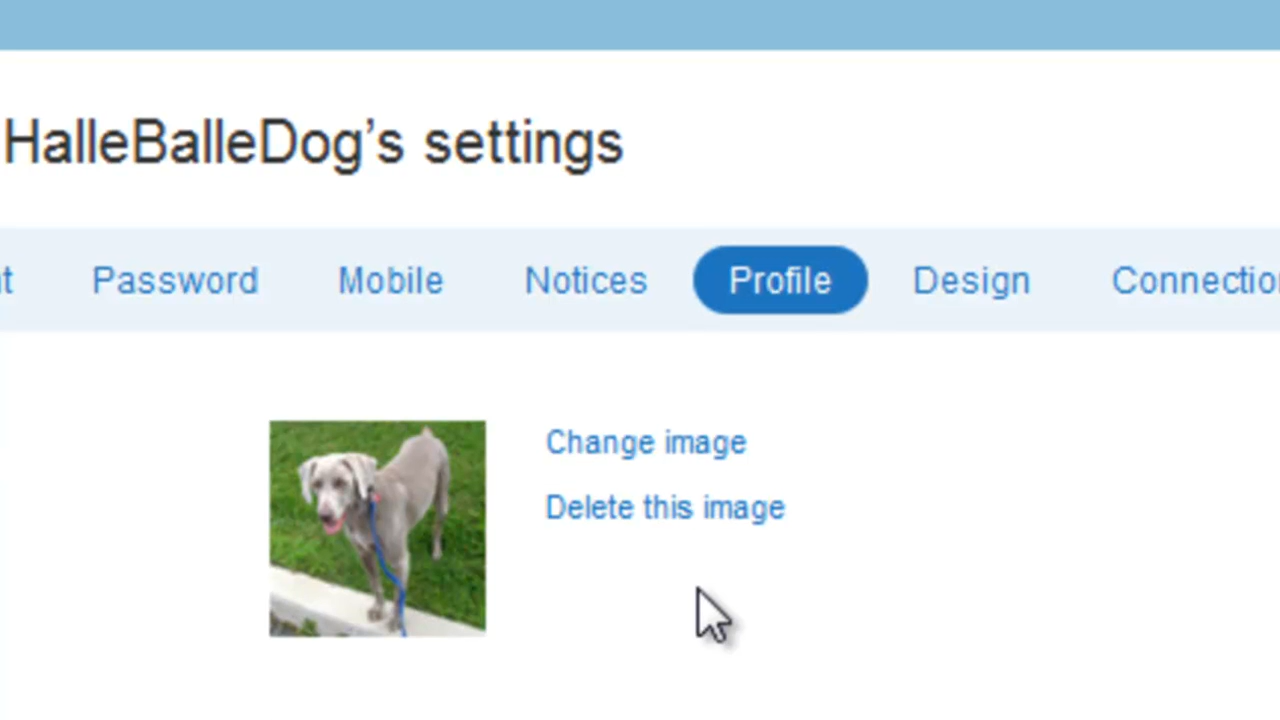 HalleBalleDog’s settings
Password Mobile Notices Profile Design
Change image
Delete this image